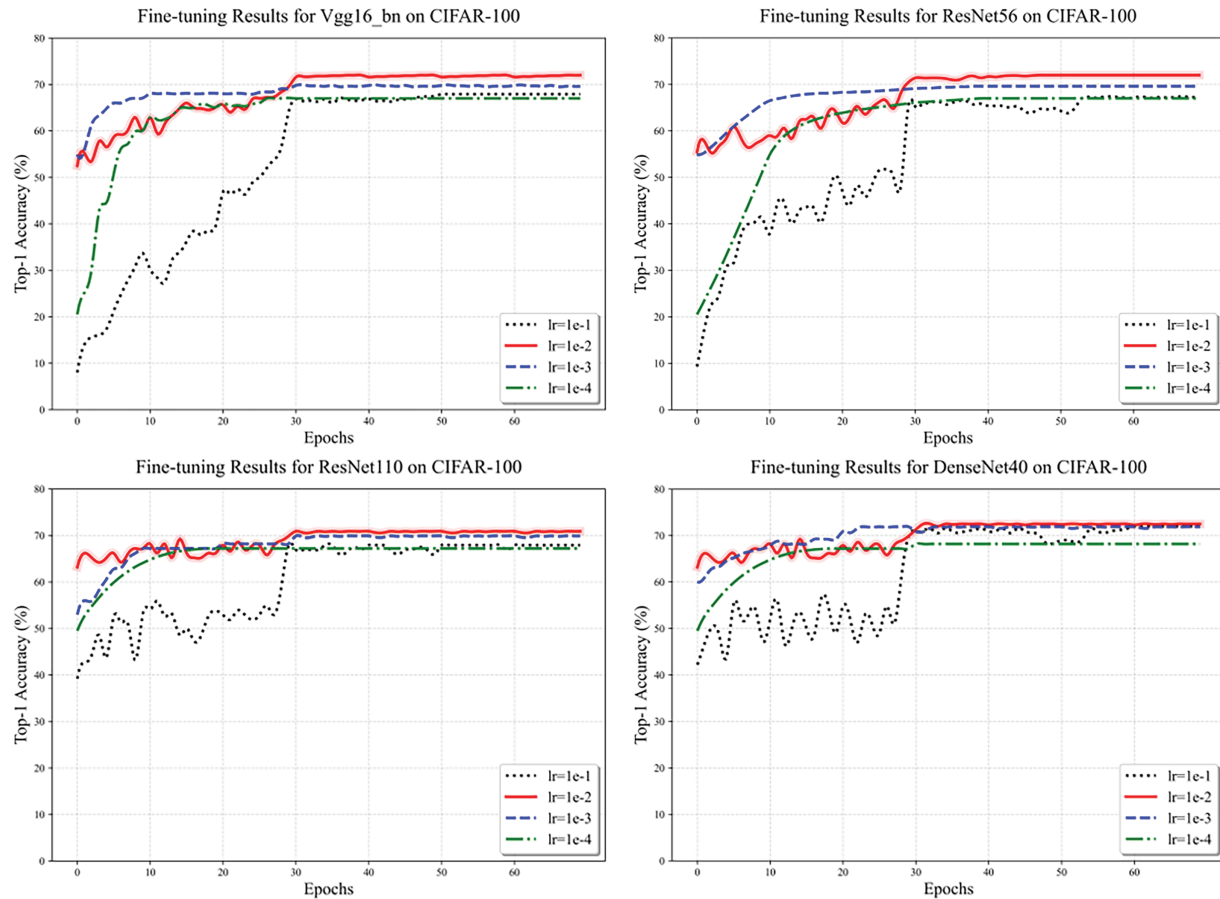 Fine-tuning Results for Vgg16_bn on CIFAR-100
80
70
60
50
40
30
20
10
0
Top-1 Accuracy (%)
lr=1e-1
lr=1e-2
lr=1e-3
lr=1e-4
0 10 20 30 40 50 60
Epochs
Fine-tuning Results for ResNet56 on CIFAR-100
80
70
60
50
40
30
20
10
0
Top-1 Accuracy (%)
lr=1e-1
lr=1e-2
lr=1e-3
lr=1e-4
0 10 20 30 40 50 60
Epochs
Fine-tuning Results for ResNet110 on CIFAR-100
80
70
60
50
40
30
20
10
0
Top-1 Accuracy (%)
lr=1e-1
lr=1e-2
lr=1e-3
lr=1e-4
0 10 20 30 40 50 60
Epochs
Fine-tuning Results for DenseNet40 on CIFAR-100
80
70
60
50
40
30
20
10
0
Top-1 Accuracy (%)
lr=1e-1
lr=1e-2
lr=1e-3
lr=1e-4
0 10 20 30 40 50 60
Epochs